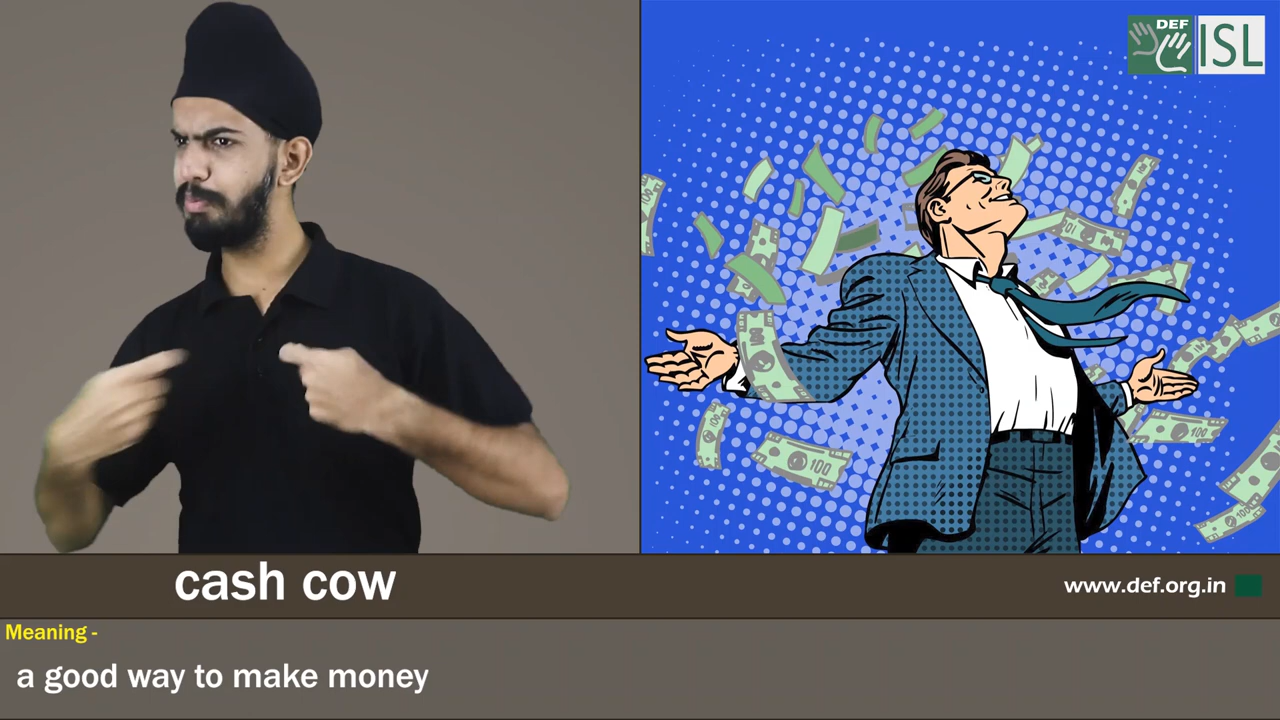 DEF
ISL
cash cow
www.def.org.in
Meaning -
a good way to make money